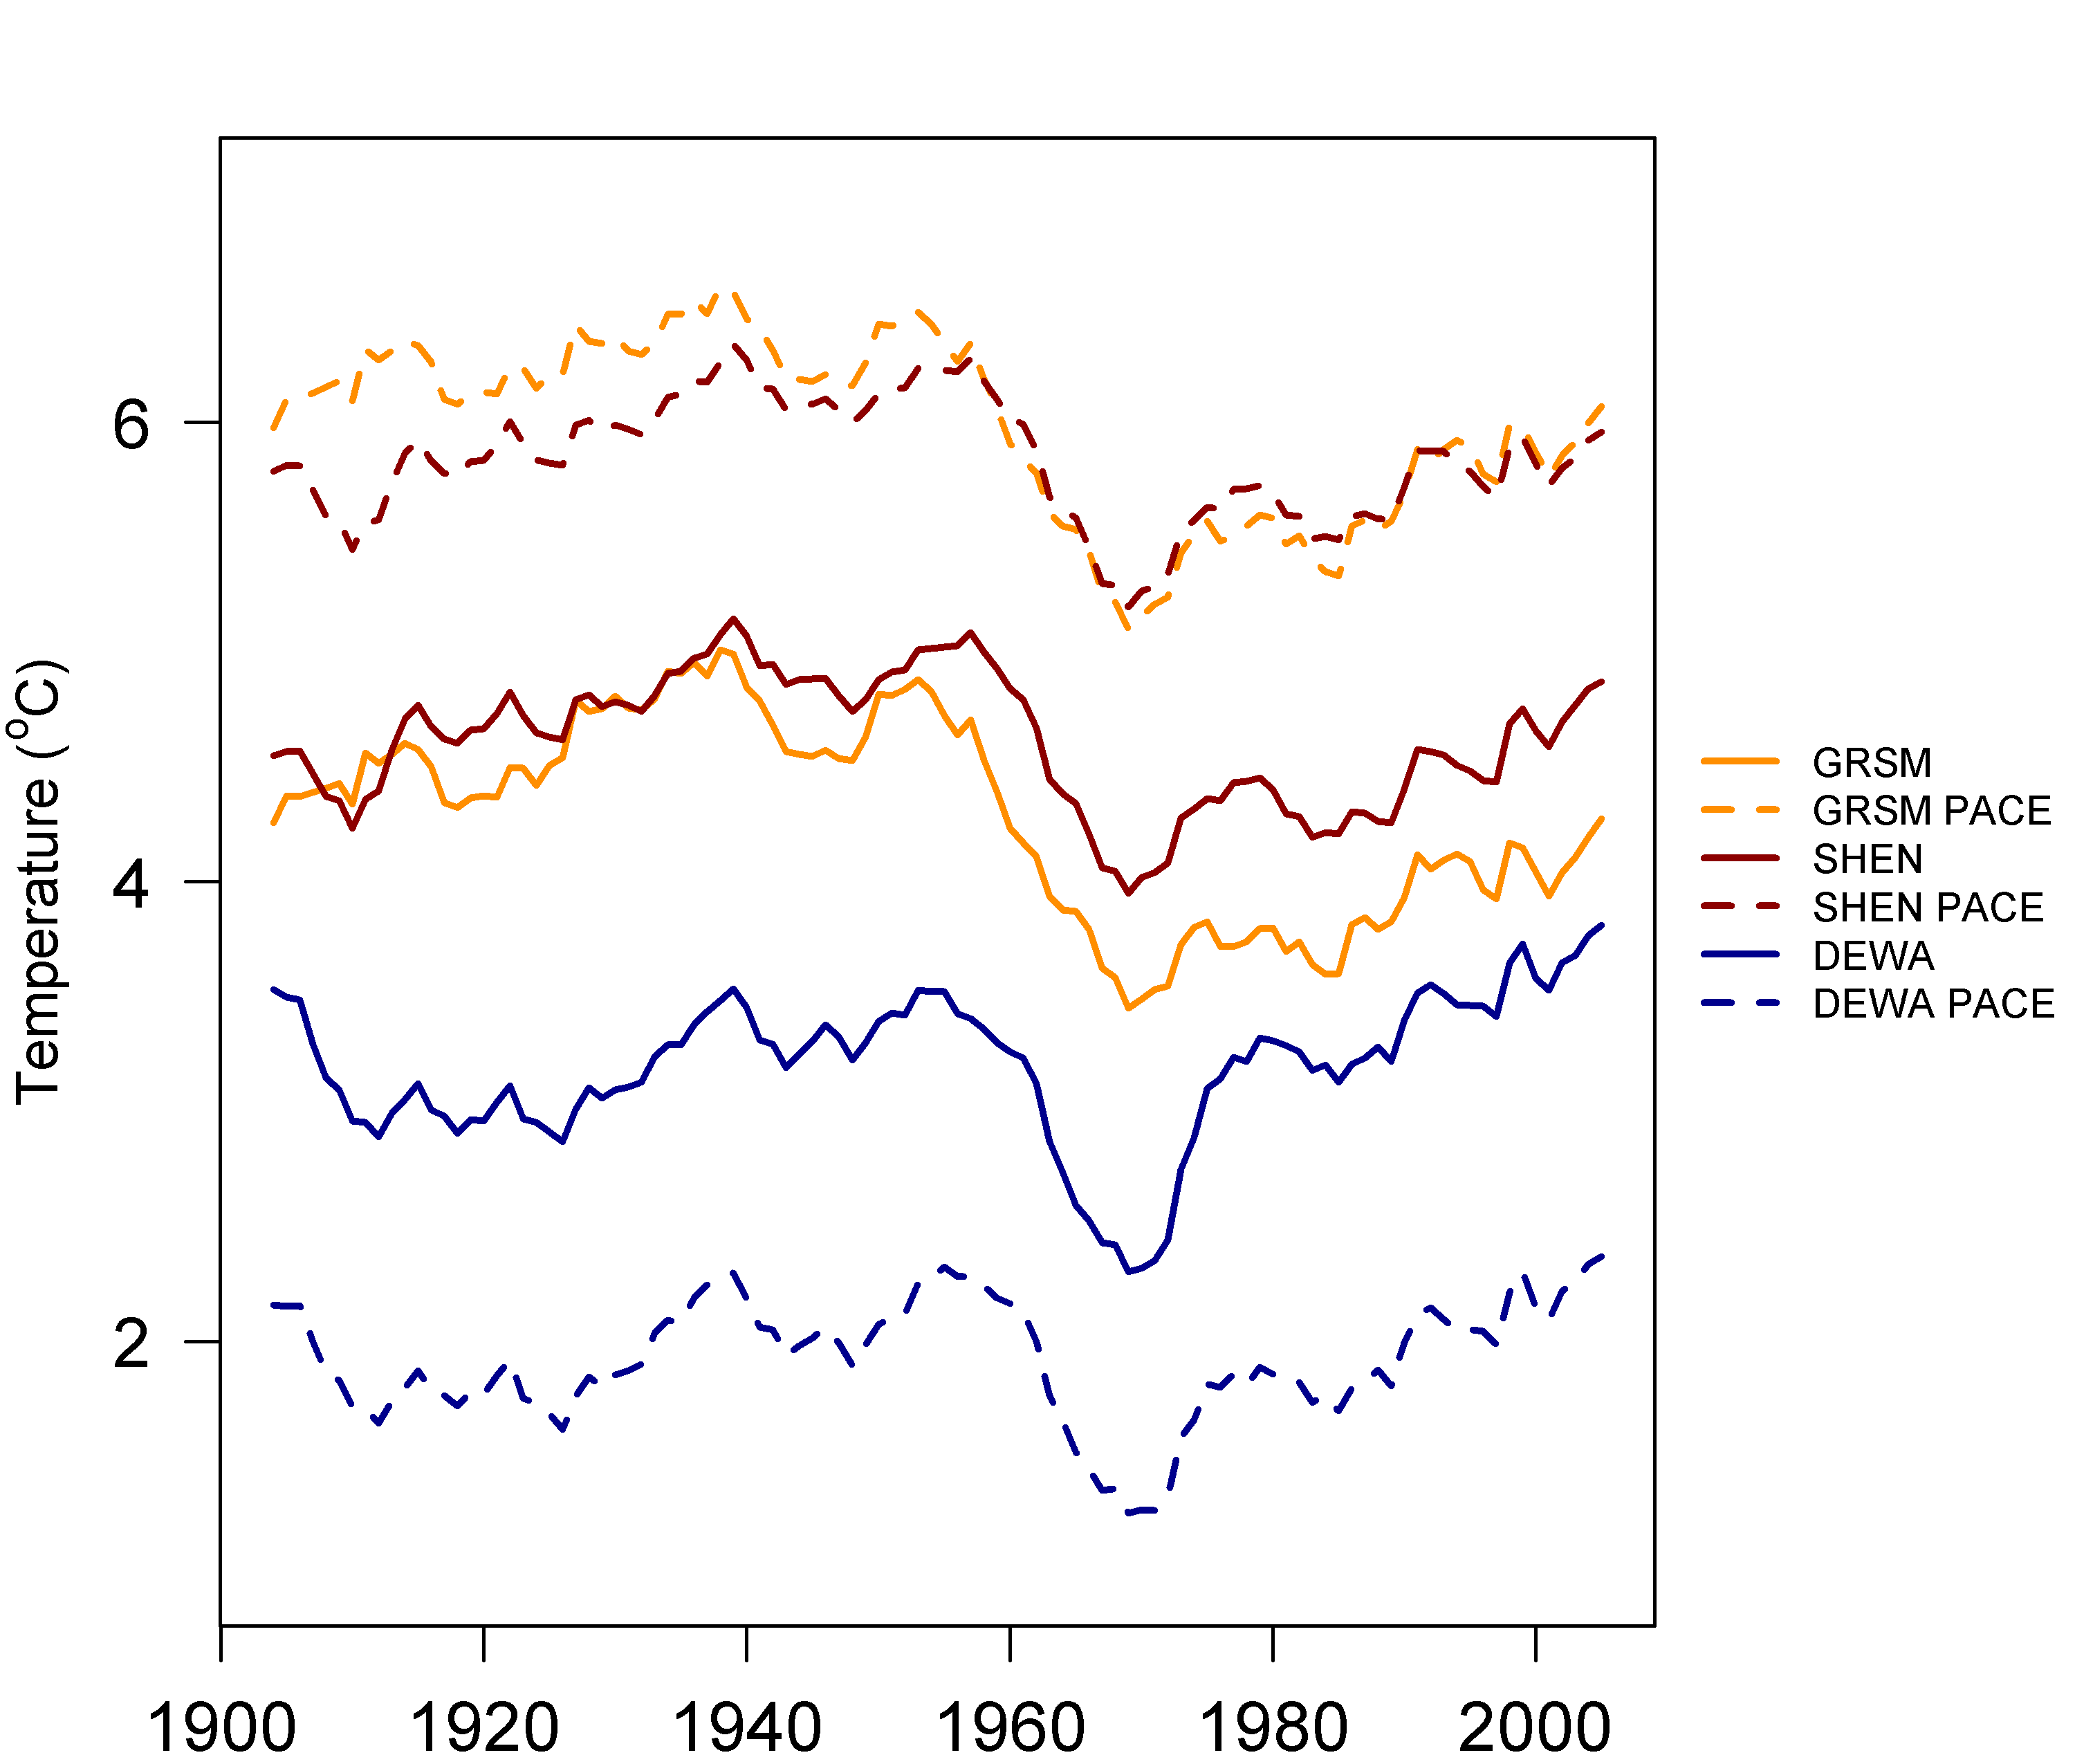 Temperature (°C)
6
4
2
1900 1920 1940 1960 1980 2000
GRSM
GRSM PACE
SHEN
SHEN PACE
DEWA
DEWA PACE